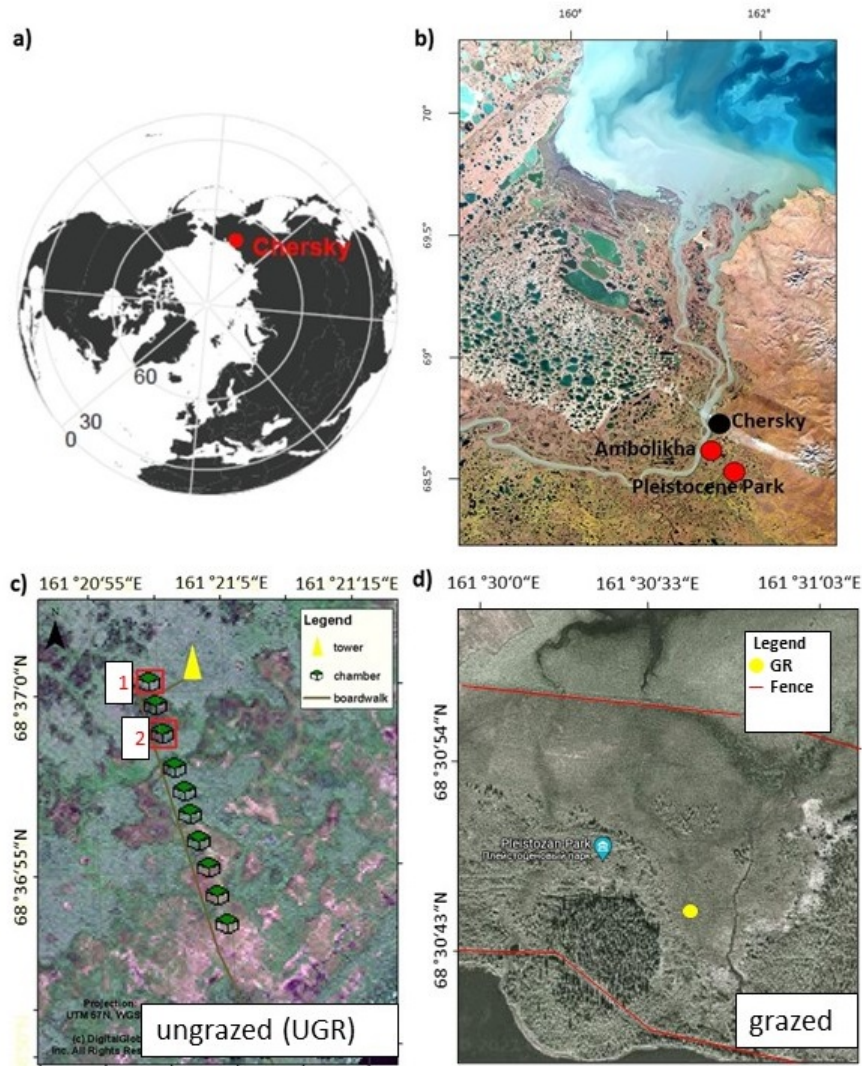 a)
Chersky
60
30
0
b)
160°
162°
70°
69.5°
69°
68.5°
Chersky
Ambolikha
Pleistocene Park
c)
161 °20′55″E
161 °21′5″E
161 °21′15″E
68 °37′0″N
68 °36′55″N
N
Legend
tower
chamber
boardwalk
1
2
Projection:
UTM 57N, WGS
(c) DigitalGlob
Inc. All Rights Res
ungrazed (UGR)
d)
161 °30′00″E
161 °30′33″E
161 °31′03″E
68 °30′54″N
68 °30′43″N
Legend
GR
Fence
Pleistozän-Park
Плейстоценовый парк
grazed